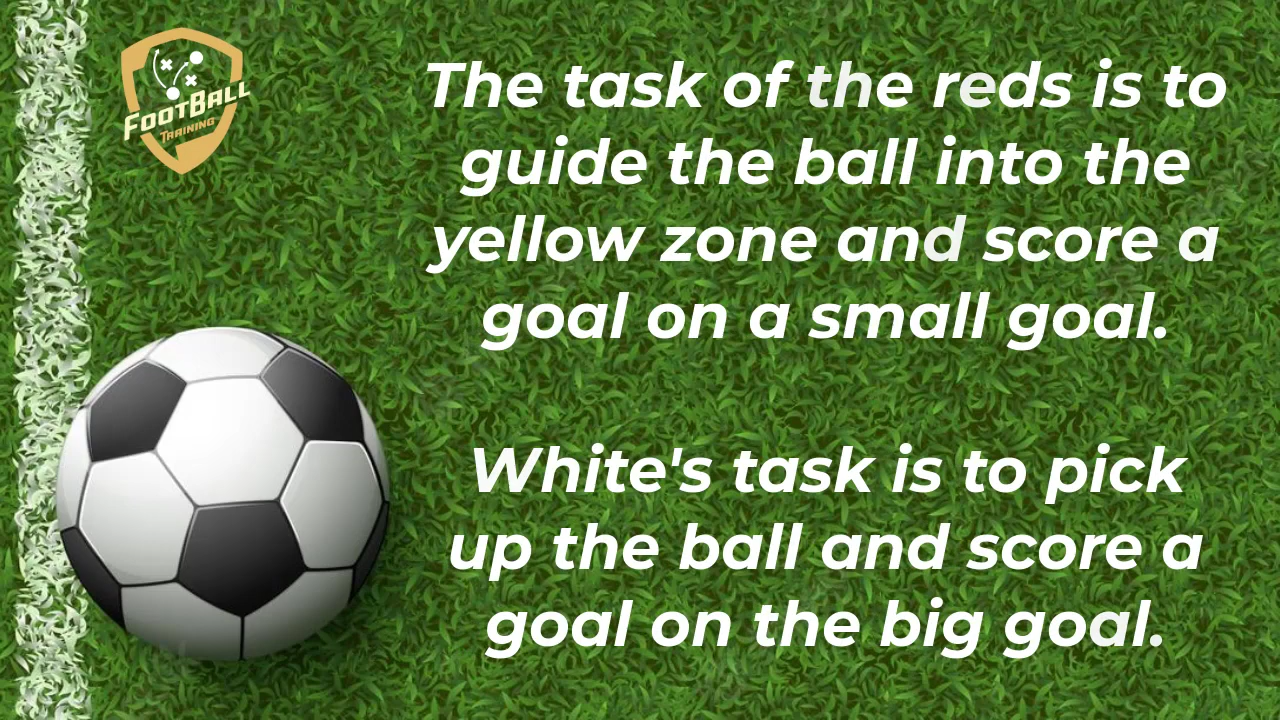 FOOTBALL
TRAINING
The task of the reds is to
guide the ball into the
yellow zone and score a
goal on a small goal.
White's task is to pick
up the ball and score a
goal on the big goal.